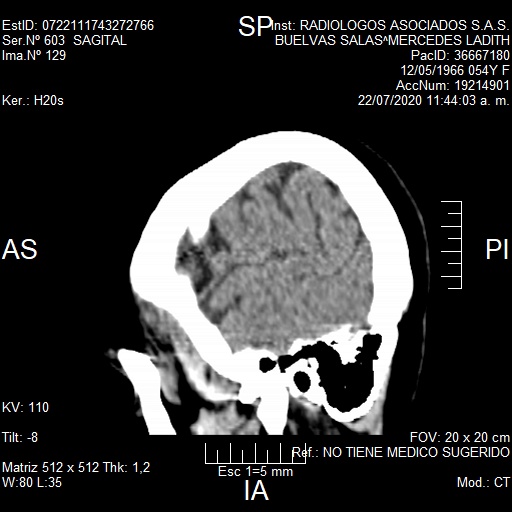 EstID: 0722111743272766
Ser.Nº 603 SAGITAL
Ima.Nº 129
Ker.: H20s
SP
Inst: RADIOLOGOS ASOCIADOS S.A.S.
BUELVAS SALAS^MERCEDES LADITH
PacID: 36667180
12/05/1966 054Y F
AccNum: 19214901
22/07/2020 11:44:03 a. m.
AS
PI
KV: 110
Tilt: -8
Matriz 512 x 512 Thk: 1,2
W:80 L:35
Esc 1=5 mm
IA
FOV: 20 x 20 cm
Ref.: NO TIENE MEDICO SUGERIDO
Mod.: CT